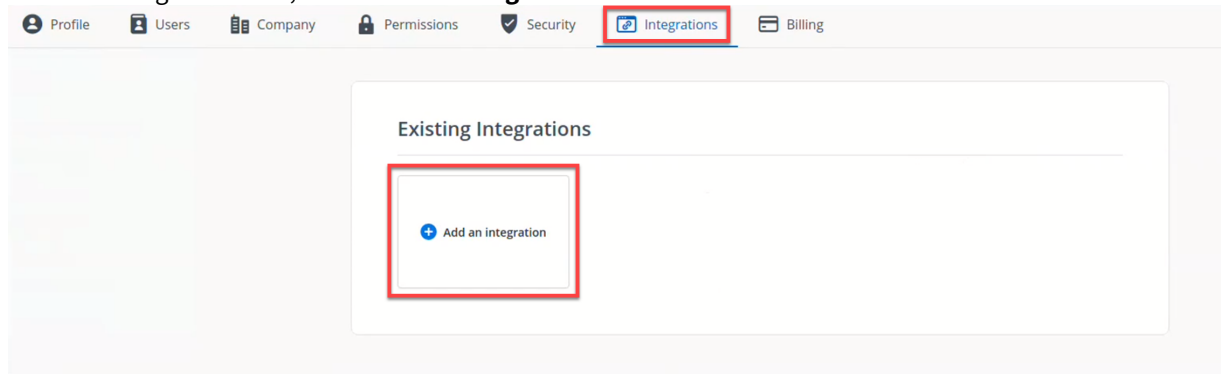 Profile Users Company Permissions Security Integrations Billing
Existing Integrations
Add an integration